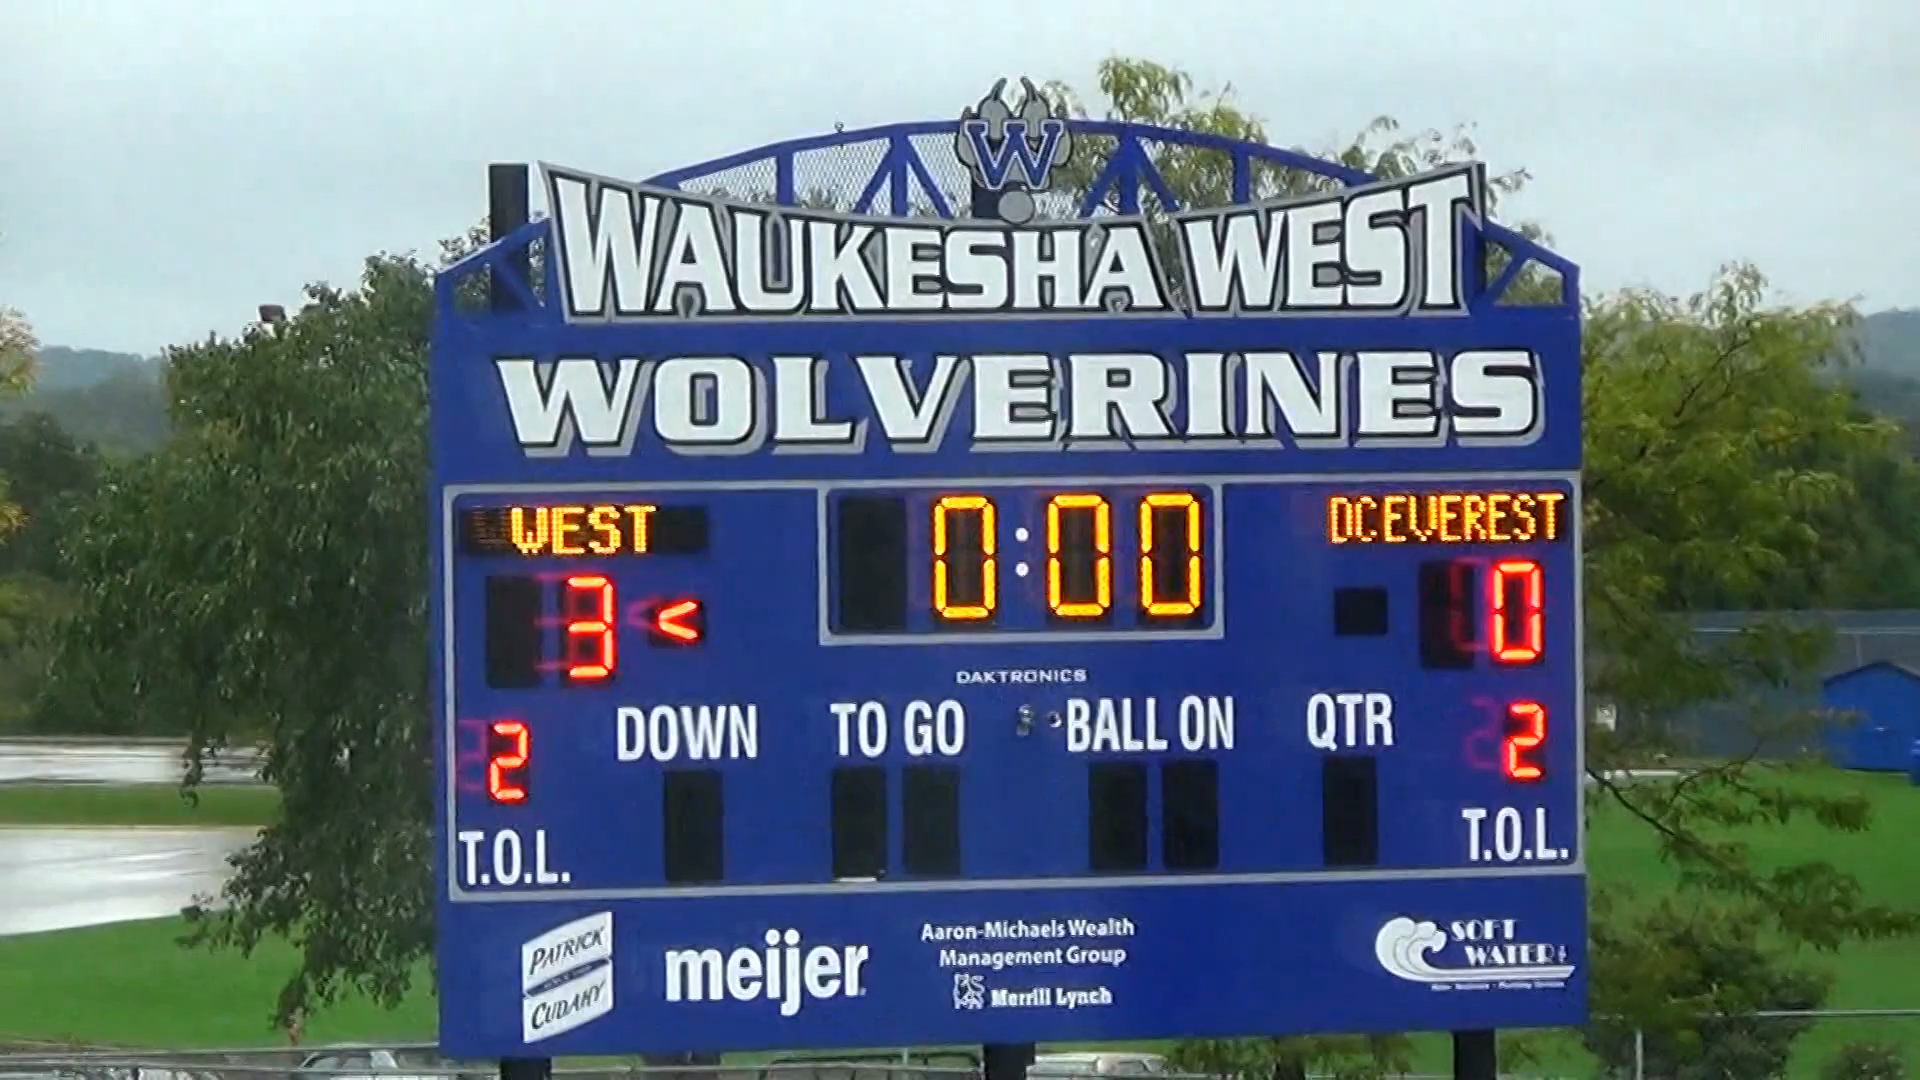 W
WAUKESHA WEST
WOLVERINES
WEST 0:00 DC EVEREST
3 < 0
DAKTRONICS
2 DOWN TO GO BALL ON QTR 2
T.O.L. T.O.L.
PATRICK
CUDAHY
meijer
Aaron-Michaels Wealth
Management Group
Merrill Lynch
SOFT
WATER